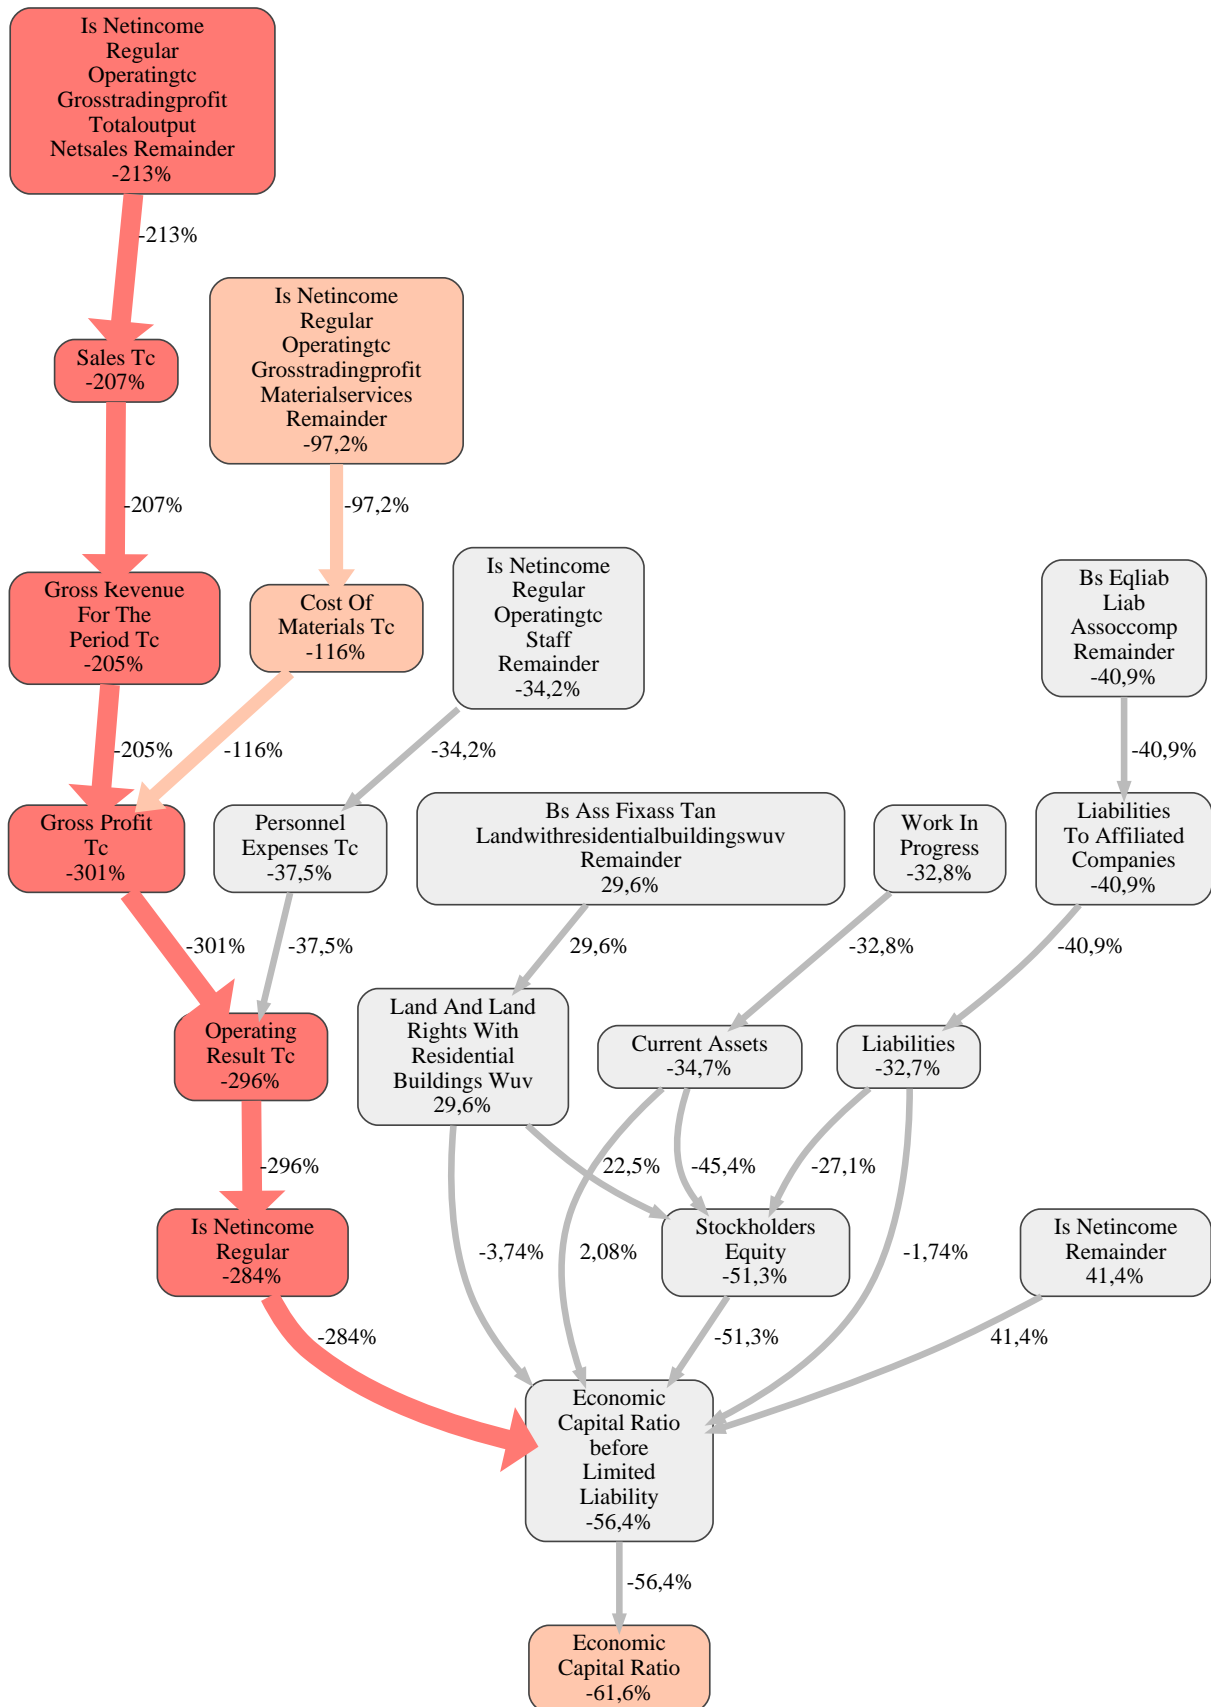 Is Netincome
Regular
Operatingtc
Grosstradingprofit
Totaloutput
Netsales Remainder
-213%
-213%
Is Netincome
Regular
Operatingtc
Grosstradingprofit
Materialservices
Remainder
-97,2%
Sales Tc
-207%
-207%
-97,2%
Is Netincome
Regular
Operatingtc
Staff
Remainder
-34,2%
Bs Eqliab
Liab
Assoccomp
Remainder
-40,9%
Gross Revenue
For The
Period Tc
-205%
Cost Of
Materials Tc
-116%
-205%
-116%
-34,2%
-40,9%
Gross Profit
Tc
-301%
Personnel
Expenses Tc
-37,5%
Bs Ass Fixass Tan
Landwithresidentialbuildingswuv
Remainder
29,6%
Work In
Progress
-32,8%
Liabilities
To Affiliated
Companies
-40,9%
-301%
-37,5%
29,6%
-32,8%
-40,9%
Operating
Result Tc
-296%
Land And Land
Rights With
Residential
Buildings Wuv
29,6%
Current Assets
-34,7%
Liabilities
-32,7%
-296%
22,5%
-45,4%
-27,1%
Is Netincome
Regular
-284%
-3,74%
2,08%
Stockholders
Equity
-51,3%
-1,74%
Is Netincome
Remainder
41,4%
-284%
-51,3%
41,4%
Economic
Capital Ratio
before
Limited
Liability
-56,4%
-56,4%
Economic
Capital Ratio
-61,6%